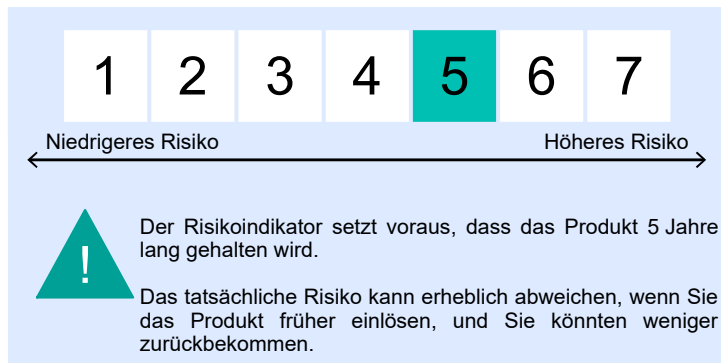 1 2 3 4 5 6 7
Niedrigeres Risiko Höheres Risiko
Der Risikoindikator setzt voraus, dass das Produkt 5 Jahre
lang gehalten wird.
!
Das tatsächliche Risiko kann erheblich abweichen, wenn Sie
das Produkt früher einlösen, und Sie könnten weniger
zurückbekommen.